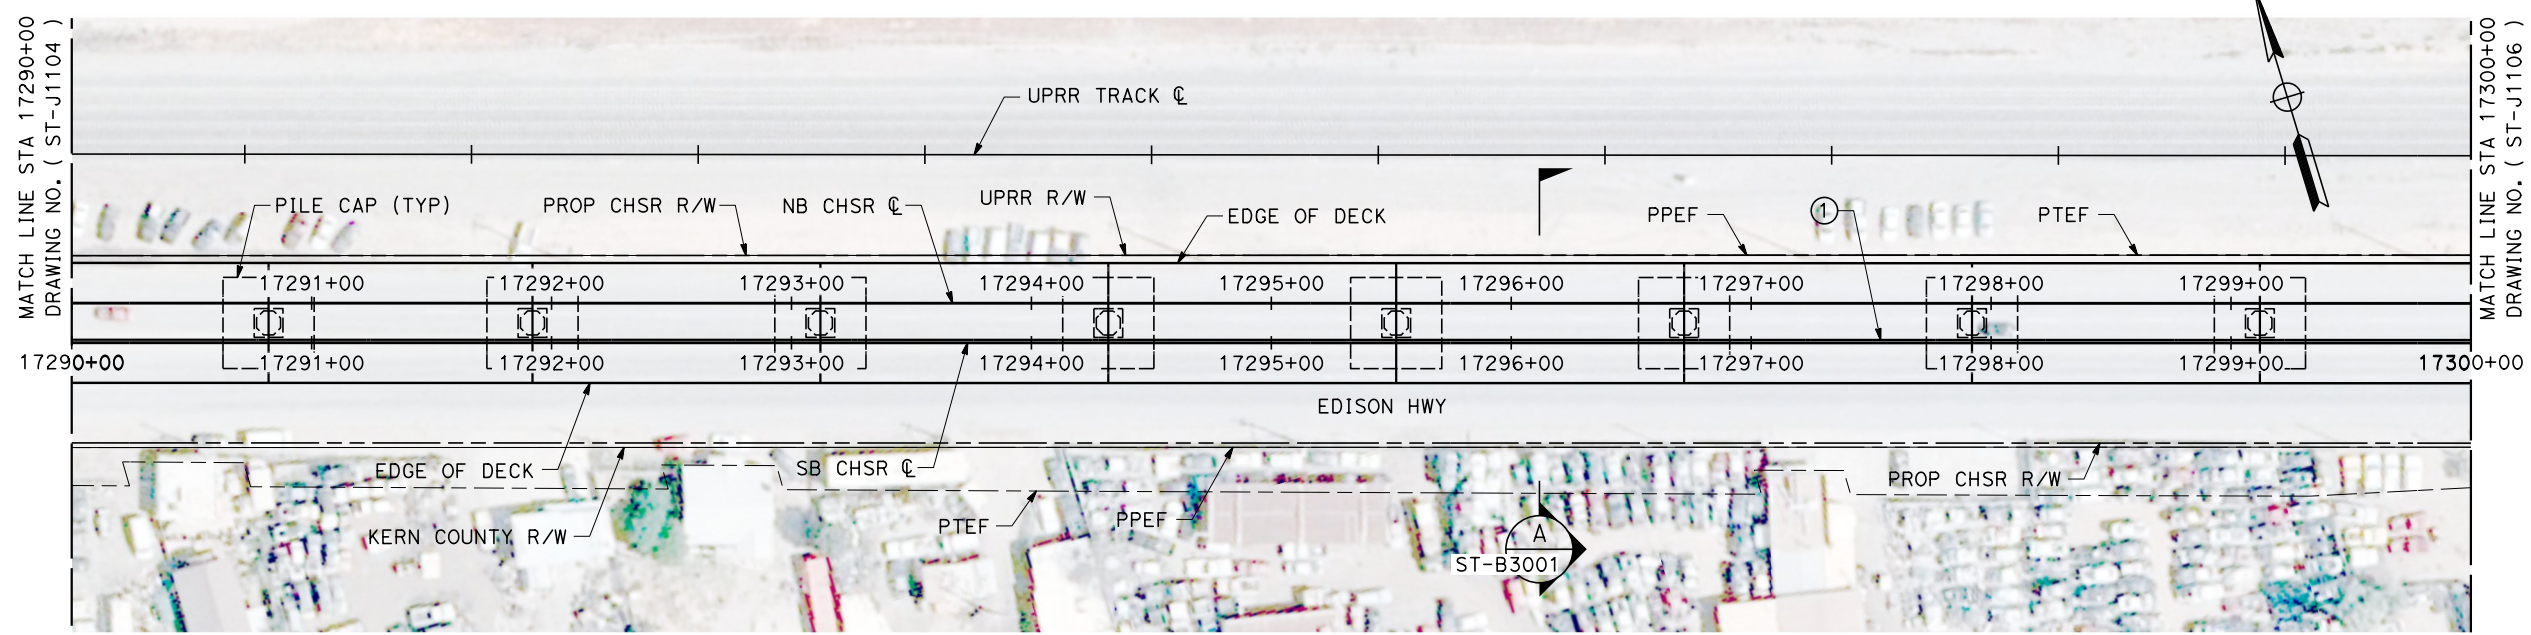 MATCH LINE STA 17290+00
DRAWING NO. ( ST-J1104 )
UPRR TRACK ℄
PILE CAP (TYP)
PROP CHSR R/W
NB CHSR ℄
UPRR R/W
EDGE OF DECK
PPEF
1
PTEF
17291+00
17292+00
17293+00
17294+00
17295+00
17296+00
17297+00
17298+00
17299+00
17290+00
17291+00
17292+00
17293+00
17294+00
17295+00
17296+00
17297+00
17298+00
17299+00
17300+00
EDISON HWY
EDGE OF DECK
SB CHSR ℄
PROP CHSR R/W
KERN COUNTY R/W
PTEF
PPEF
A
ST-B3001
MATCH LINE STA 17300+00
DRAWING NO. ( ST-J1106 )